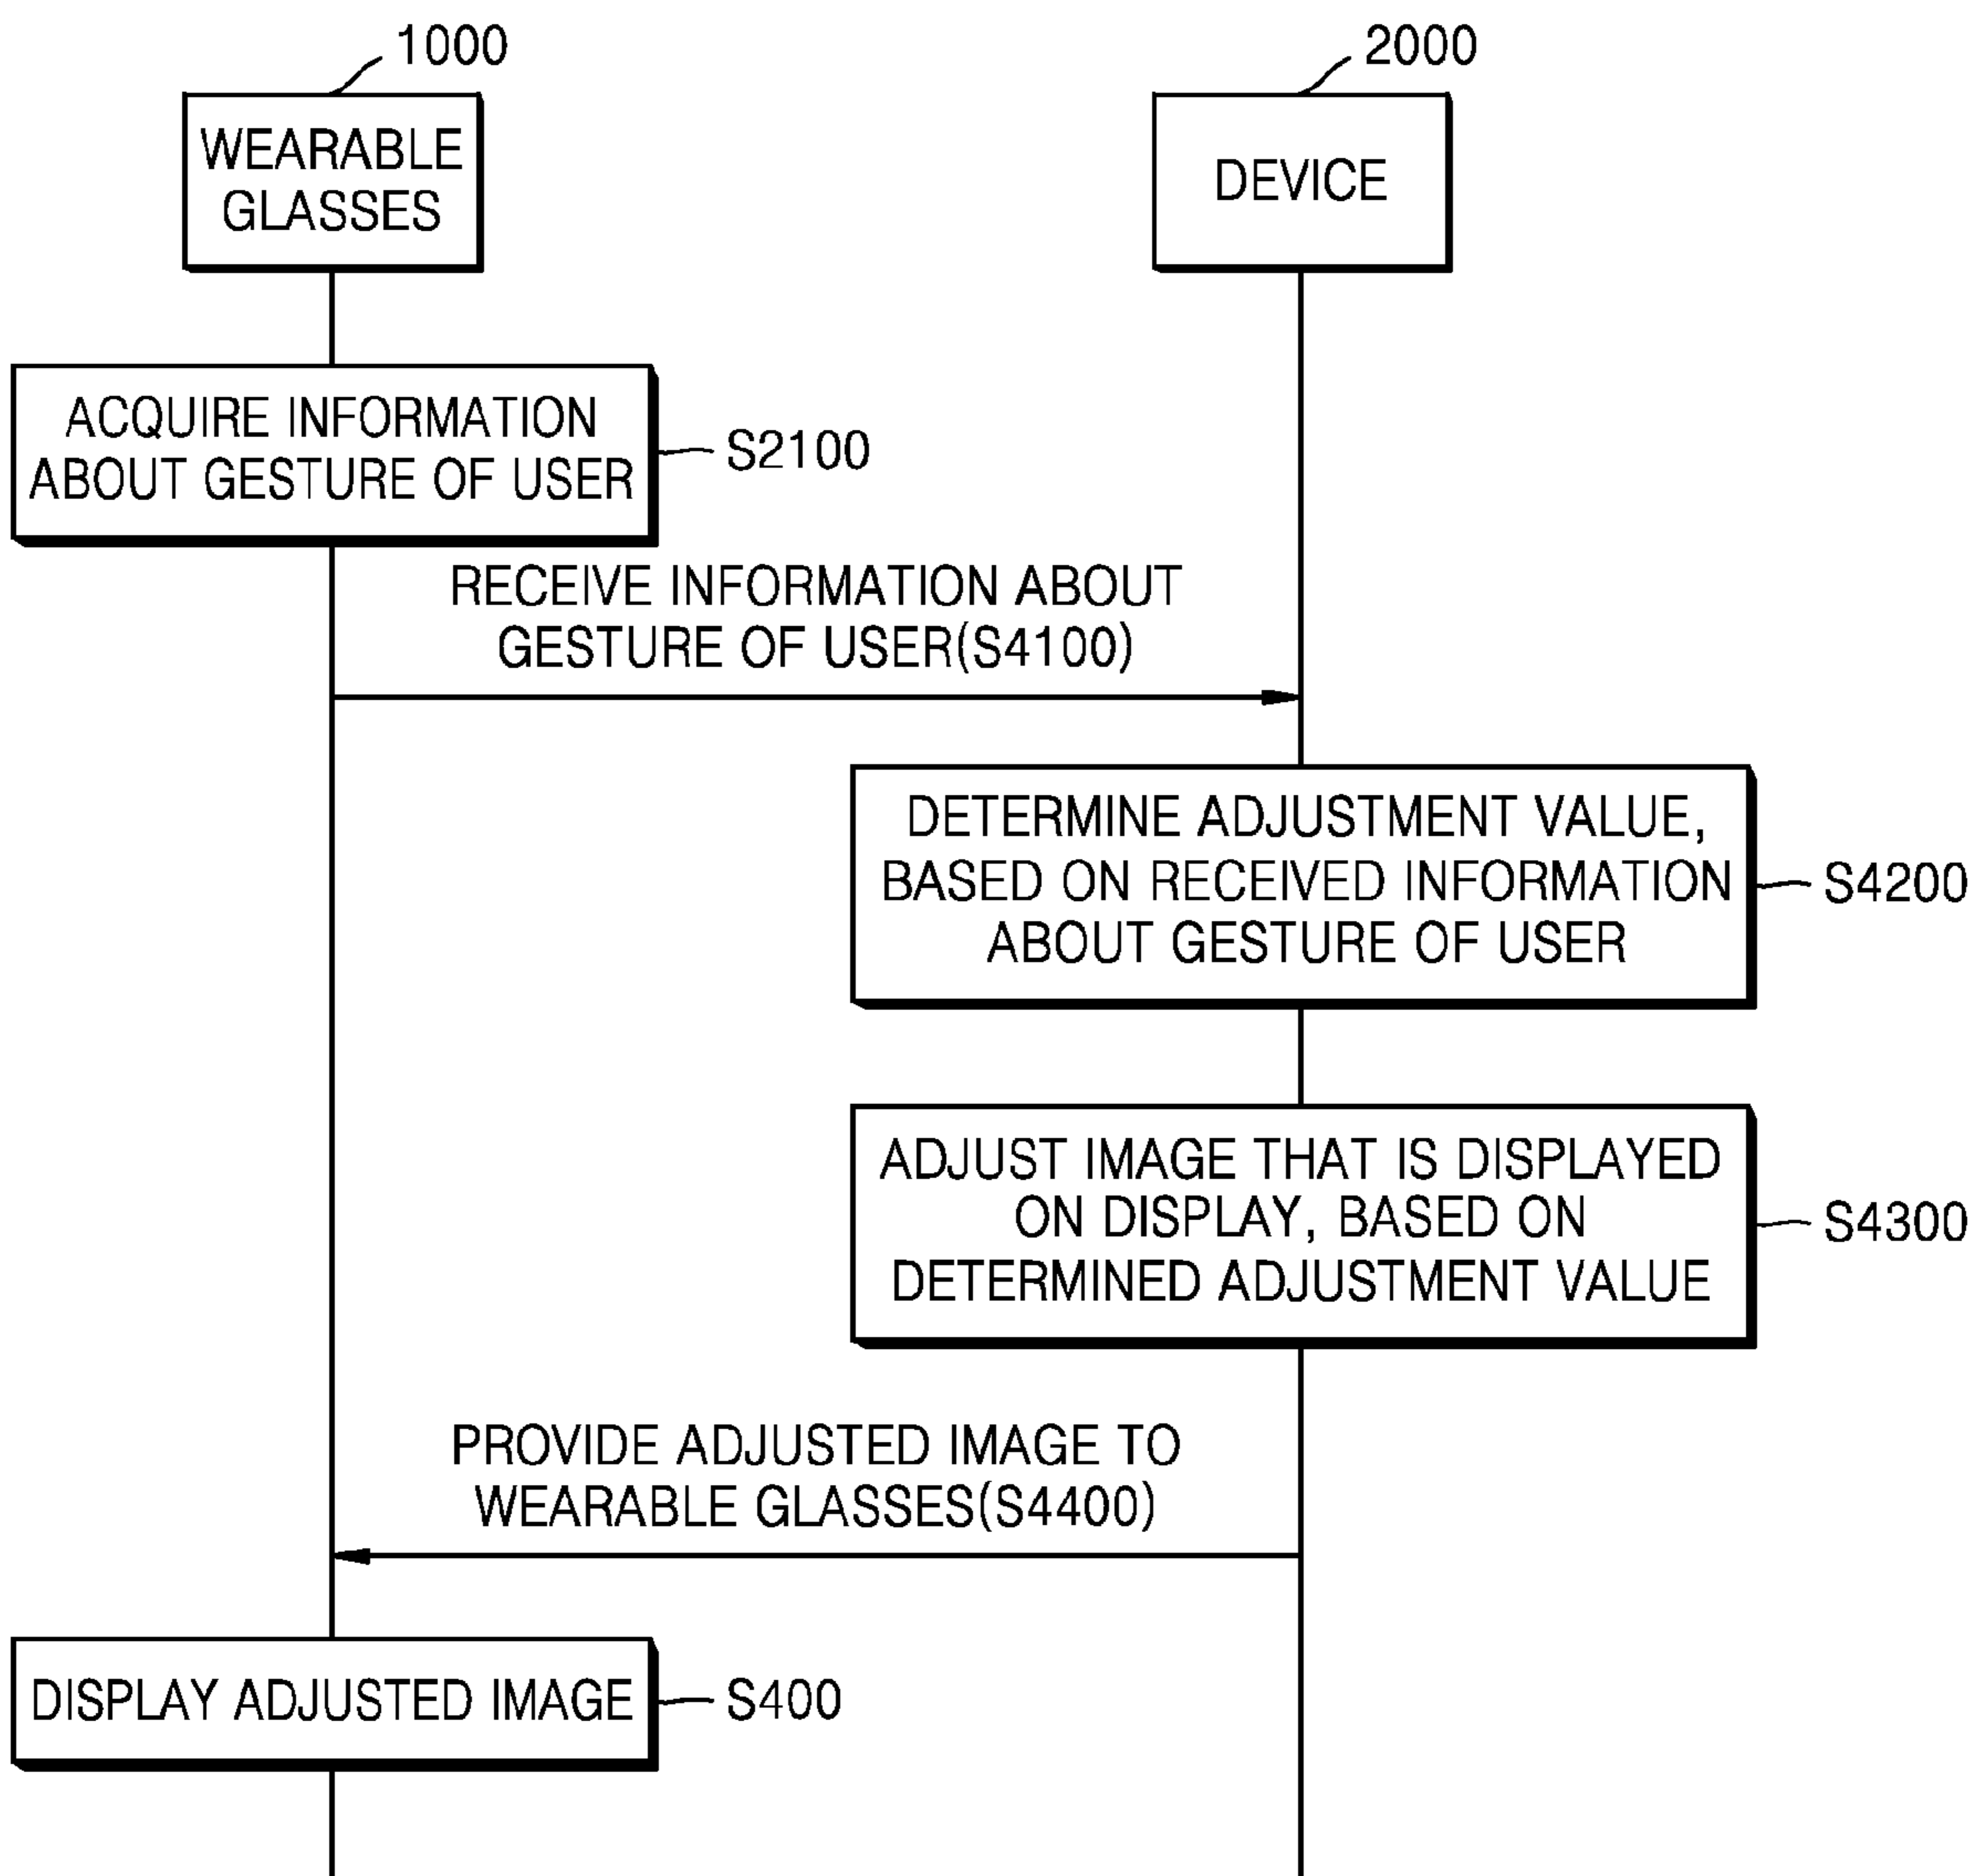 1000
2000
WEARABLE
GLASSES
DEVICE
ACQUIRE INFORMATION
ABOUT GESTURE OF USER
S2100
RECEIVE INFORMATION ABOUT
GESTURE OF USER(S4100)
DETERMINE ADJUSTMENT VALUE,
BASED ON RECEIVED INFORMATION
ABOUT GESTURE OF USER
S4200
ADJUST IMAGE THAT IS DISPLAYED
ON DISPLAY, BASED ON
DETERMINED ADJUSTMENT VALUE
S4300
PROVIDE ADJUSTED IMAGE TO
WEARABLE GLASSES(S4400)
DISPLAY ADJUSTED IMAGE
S400